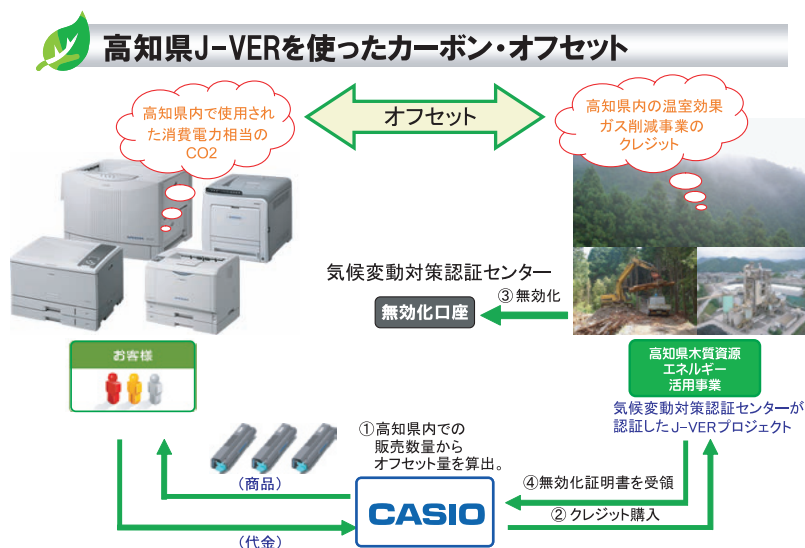 高知県J-VERを使ったカーボン・オフセット
高知県内で使用され
た消費電力相当の
CO2
オフセット
高知県内の温室効果
ガス削減事業の
クレジット
気候変動対策認証センター
③無効化
無効化口座
お客様
高知県木質資源
エネルギー
活用事業
気候変動対策認証センターが
認証したJ-VERプロジェクト
①高知県内での
販売数量から
オフセット量を算出。
(商品)
④無効化証明書を受領
CASIO
②クレジット購入
(代金)